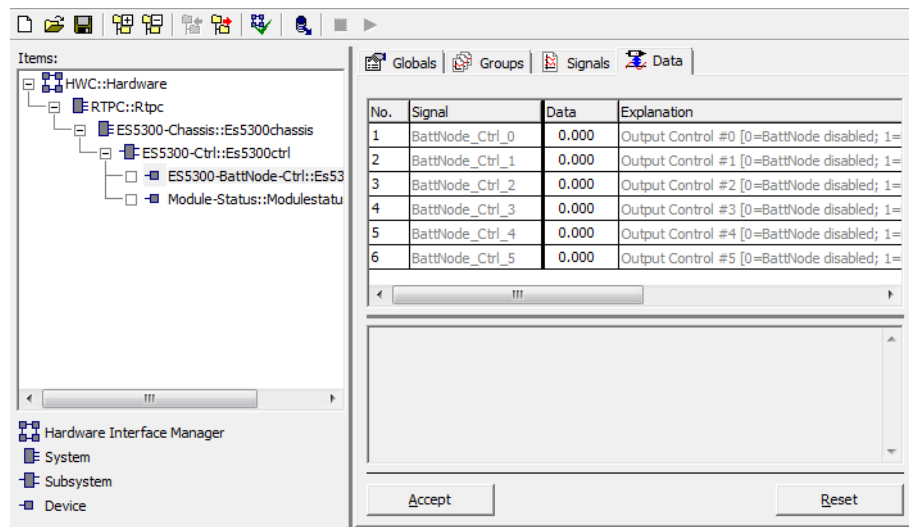 Items:
HWC::Hardware
RTPC::Rtpc
ES5300-Chassis::Es5300chassis
ES5300-Ctrl::Es5300ctrl
ES5300-BattNode-Ctrl::Es53
Module-Status::Modulestatu
Hardware Interface Manager
System
Subsystem
Device
Globals Groups Signals Data
No. Signal Data Explanation
1 BattNode_Ctrl_0 0.000 Output Control #0 [0=BattNode disabled; 1=
2 BattNode_Ctrl_1 0.000 Output Control #1 [0=BattNode disabled; 1=
3 BattNode_Ctrl_2 0.000 Output Control #2 [0=BattNode disabled; 1=
4 BattNode_Ctrl_3 0.000 Output Control #3 [0=BattNode disabled; 1=
5 BattNode_Ctrl_4 0.000 Output Control #4 [0=BattNode disabled; 1=
6 BattNode_Ctrl_5 0.000 Output Control #5 [0=BattNode disabled; 1=
Accept Reset